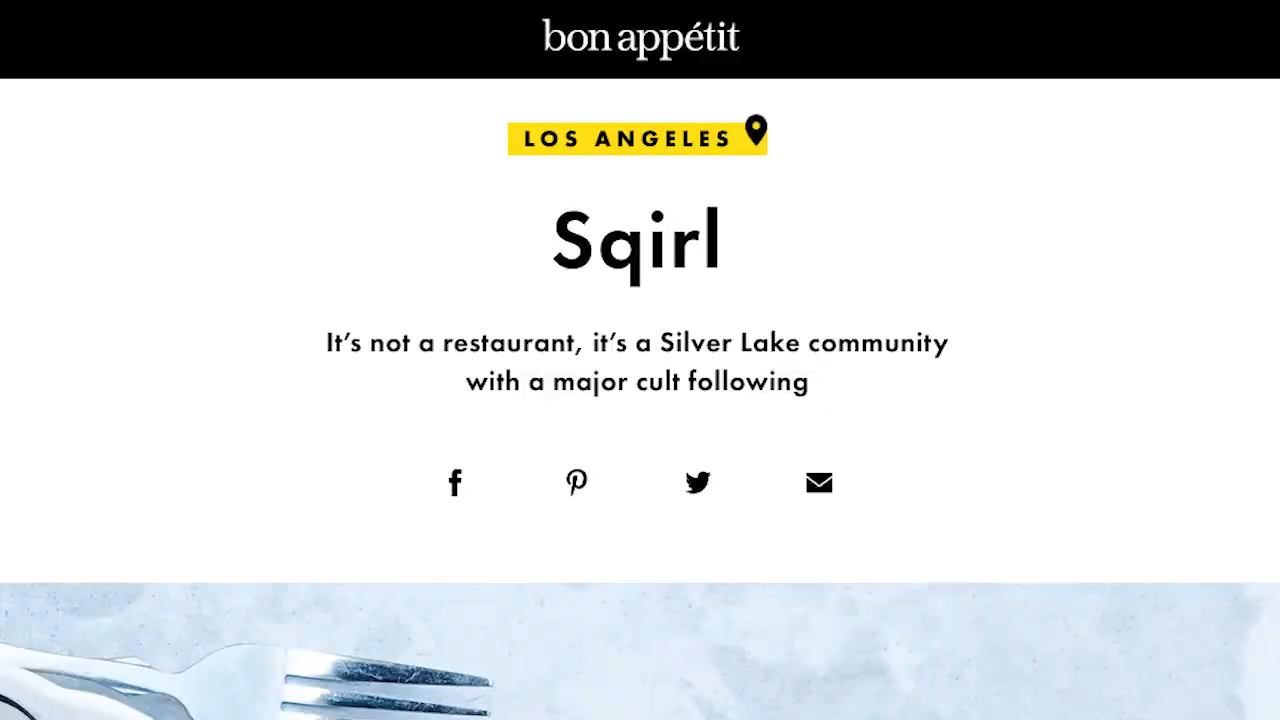 bon appétit
LOS ANGELES
Sqirl
It's not a restaurant, it's a Silver Lake community
with a major cult following